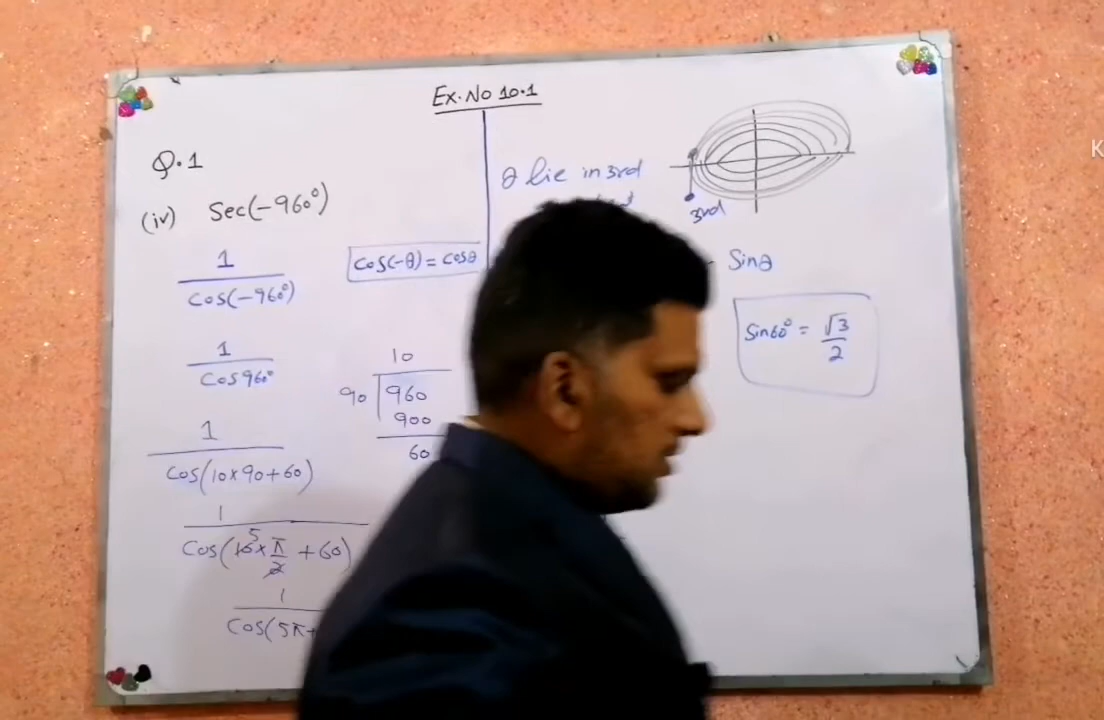 Ex.No 10.1
Q.1
(iv) Sec(-960°)
1
Cos(-960°)
Cos(-θ) = Cosθ
1
Cos960°
10
90 960
900
60
1
Cos(10×90+60)
1
5
Cos(10×π/2 +60)
1
Cos(5π+
θ lie in 3rd
3rd
Sinθ
Sin60° = √3/2
K